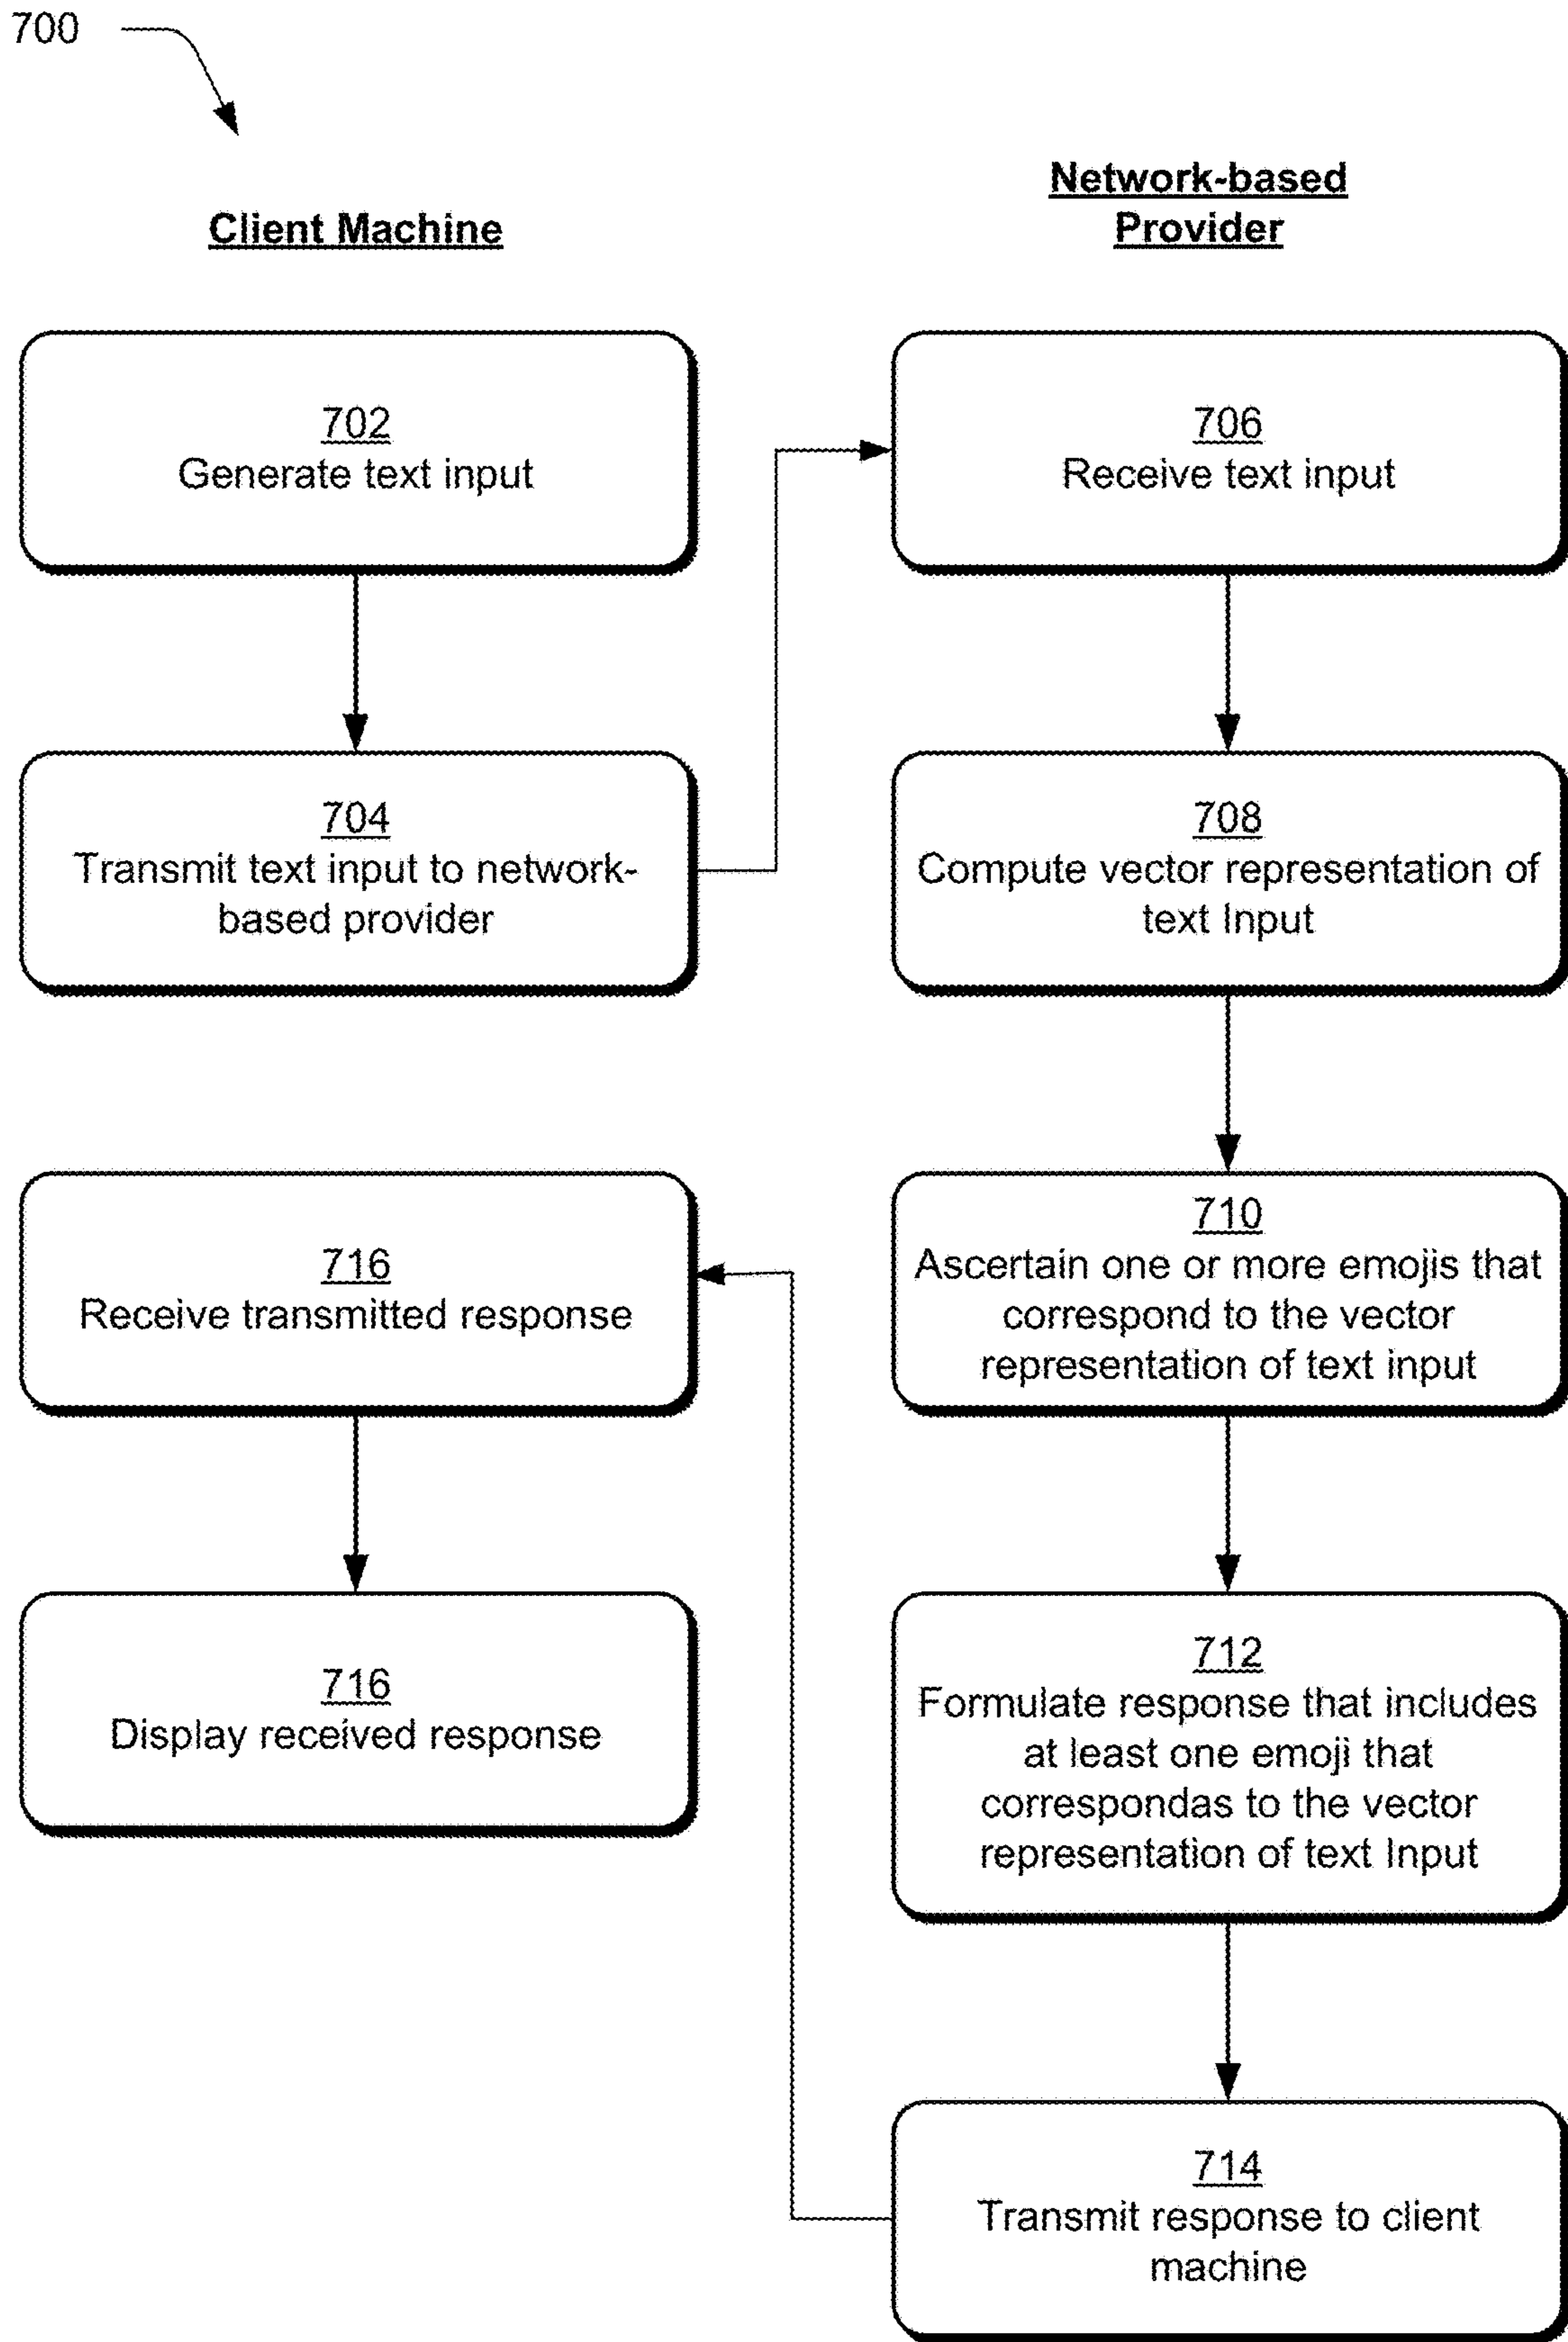 700
Client Machine
Network-based
Provider
702
Generate text input
704
Transmit text input to network-
based provider
706
Receive text input
708
Compute vector representation of
text Input
710
Ascertain one or more emojis that
correspond to the vector
representation of text input
712
Formulate response that includes
at least one emoji that
correspondas to the vector
representation of text Input
714
Transmit response to client
machine
716
Receive transmitted response
716
Display received response